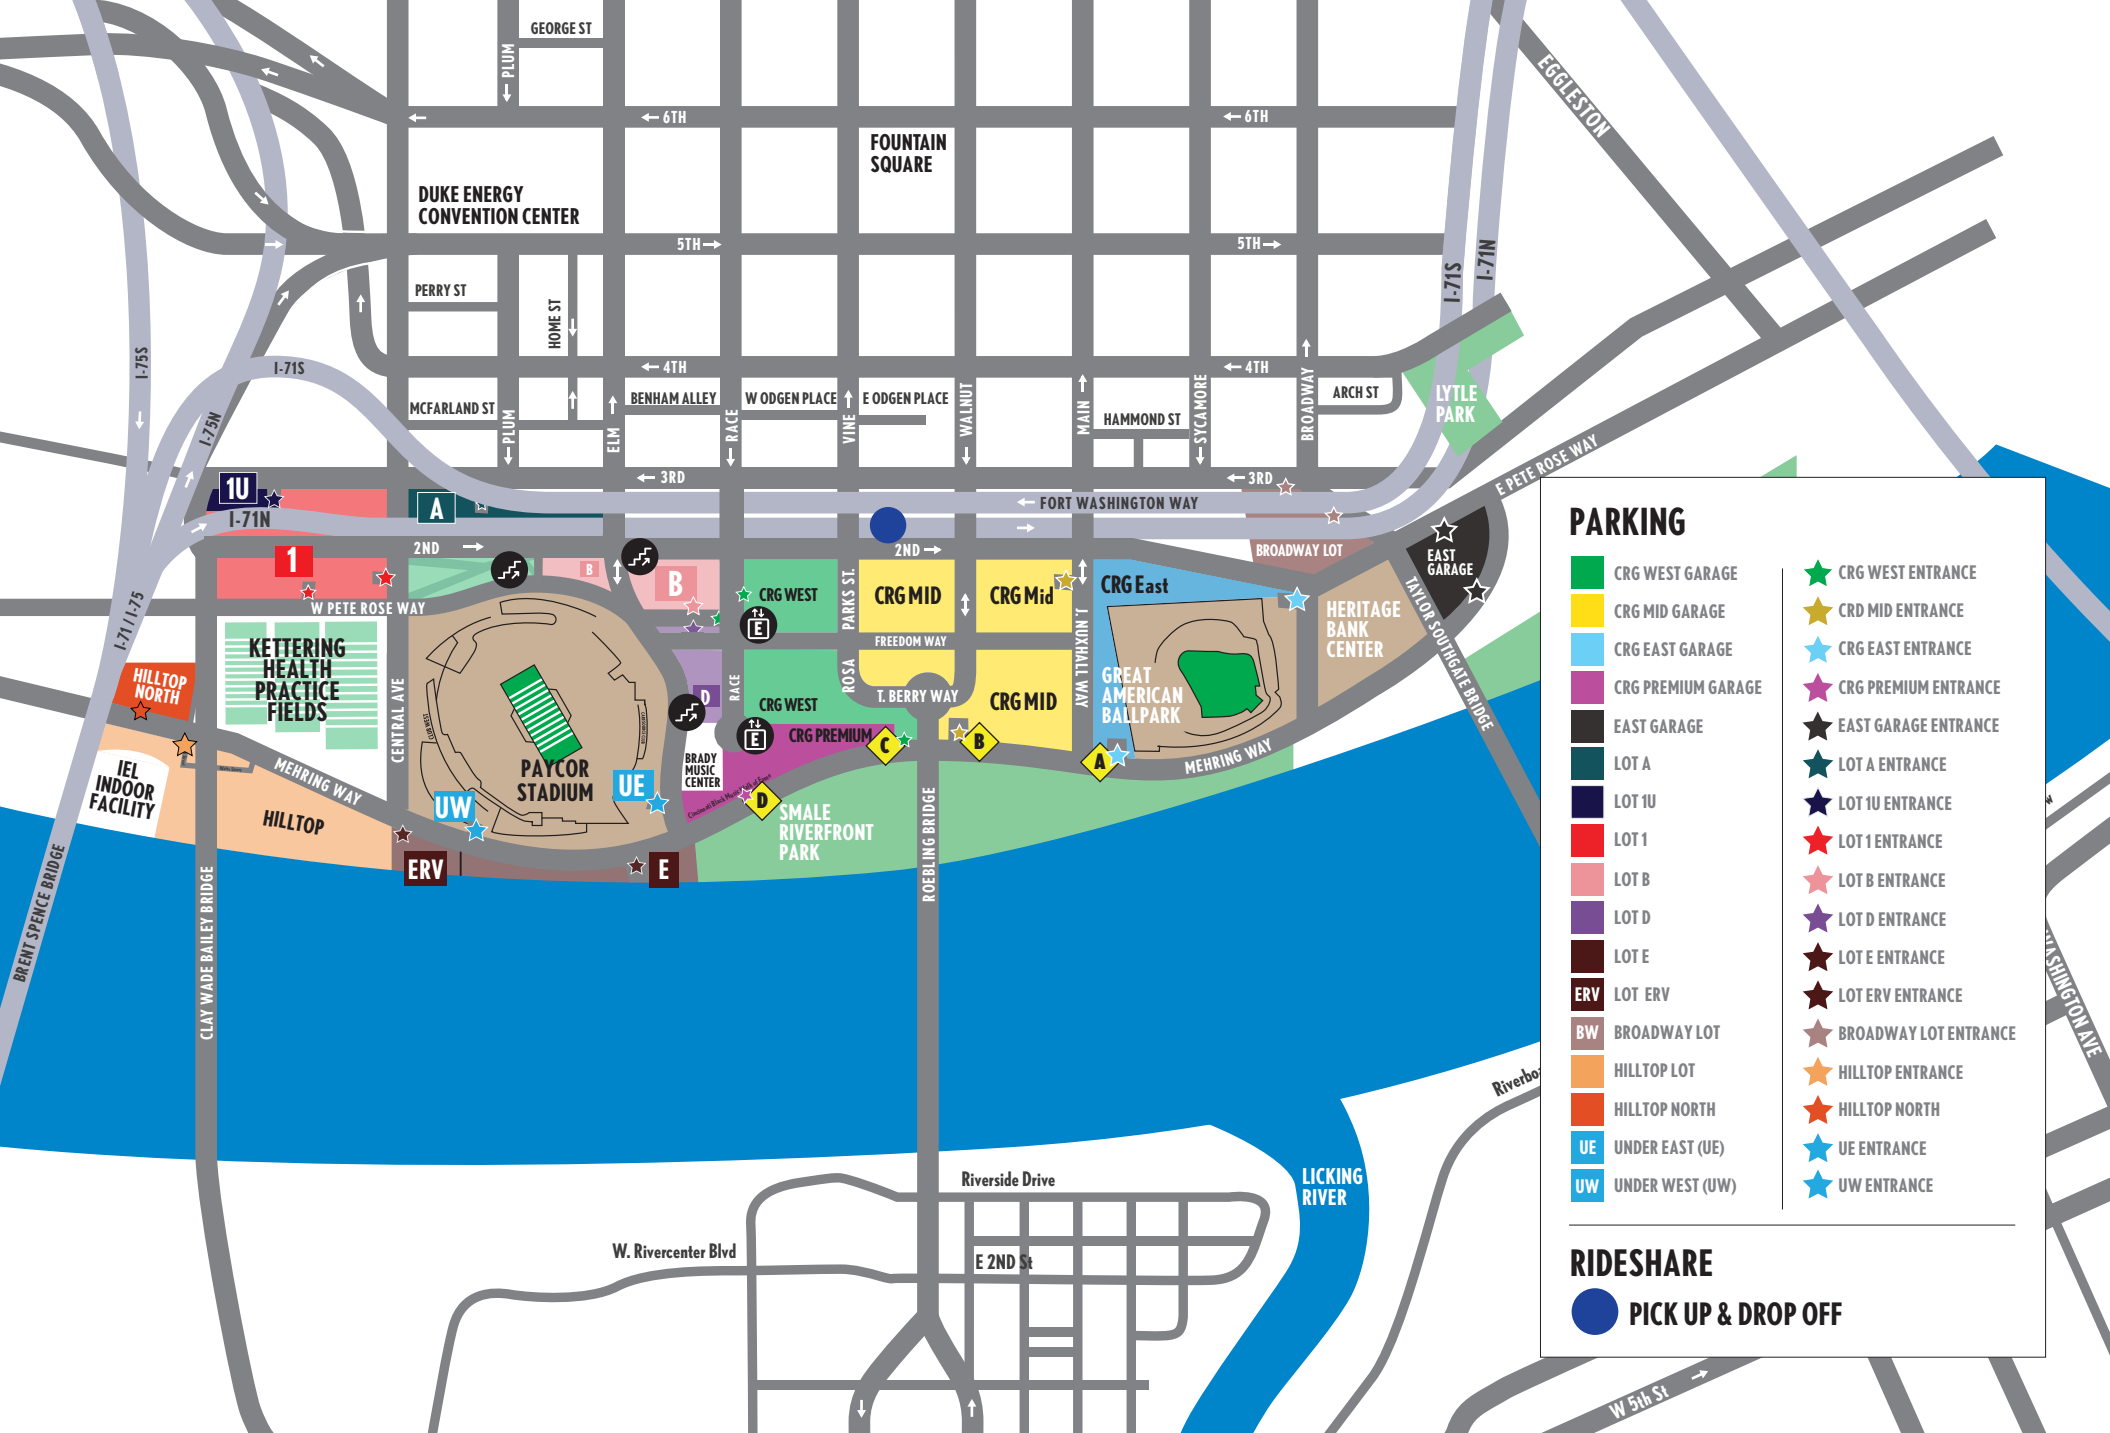 GEORGE ST
PLUM
EGGLESTON
6TH
6TH
FOUNTAIN
SQUARE
DUKE ENERGY
CONVENTION CENTER
5TH
5TH
I-71S
I-71N
PERRY ST
HOME ST
I-75S
I-71S
4TH
4TH
BENHAM ALLEY
W ODGEN PLACE
E ODGEN PLACE
ARCH ST
LYTLE
PARK
MCFARLAND ST
PLUM
ELM
RACE
VINE
WALNUT
MAIN
HAMMOND ST
SYCAMORE
BROADWAY
I-75N
3RD
3RD
E PETE ROSE WAY
1U
A
I-71N
FORT WASHINGTON WAY
2ND
2ND
BROADWAY LOT
EAST
GARAGE
1
B
B
CRG WEST
E
PARKS ST.
CRG MID
CRG Mid
CRG East
W PETE ROSE WAY
I-71 / I-75
HERITAGE
BANK
CENTER
TAYLOR SOUTHGATE BRIDGE
FREEDOM WAY
J. NUXHALL WAY
KETTERING
HEALTH
PRACTICE
FIELDS
HILLTOP
NORTH
CENTRAL AVE
D
RACE
ROSA
T. BERRY WAY
CRG WEST
CRG MID
GREAT
AMERICAN
BALLPARK
E
CRG PREMIUM
C
B
A
MEHRING WAY
MEHRING WAY
IEL
INDOOR
FACILITY
HILLTOP
PAYCOR
STADIUM
UE
UW
BRADY
MUSIC
CENTER
D
SMALE
RIVERFRONT
PARK
ERV
E
ROEBLING BRIDGE
BRENT SPENCE BRIDGE
CLAY WADE BAILEY BRIDGE
PARKING
CRG WEST GARAGE
CRG MID GARAGE
CRG EAST GARAGE
CRG PREMIUM GARAGE
EAST GARAGE
LOT A
LOT 1U
LOT 1
LOT B
LOT D
LOT E
ERV LOT ERV
BW BROADWAY LOT
HILLTOP LOT
HILLTOP NORTH
UE UNDER EAST (UE)
UW UNDER WEST (UW)
CRG WEST ENTRANCE
CRD MID ENTRANCE
CRG EAST ENTRANCE
CRG PREMIUM ENTRANCE
EAST GARAGE ENTRANCE
LOT A ENTRANCE
LOT 1U ENTRANCE
LOT 1 ENTRANCE
LOT B ENTRANCE
LOT D ENTRANCE
LOT E ENTRANCE
LOT ERV ENTRANCE
BROADWAY LOT ENTRANCE
HILLTOP ENTRANCE
HILLTOP NORTH
UE ENTRANCE
UW ENTRANCE
RIDESHARE
PICK UP & DROP OFF
WASHINGTON AVE
Riverbo
LICKING
RIVER
Riverside Drive
W. Rivercenter Blvd
E 2ND St
W 5th St